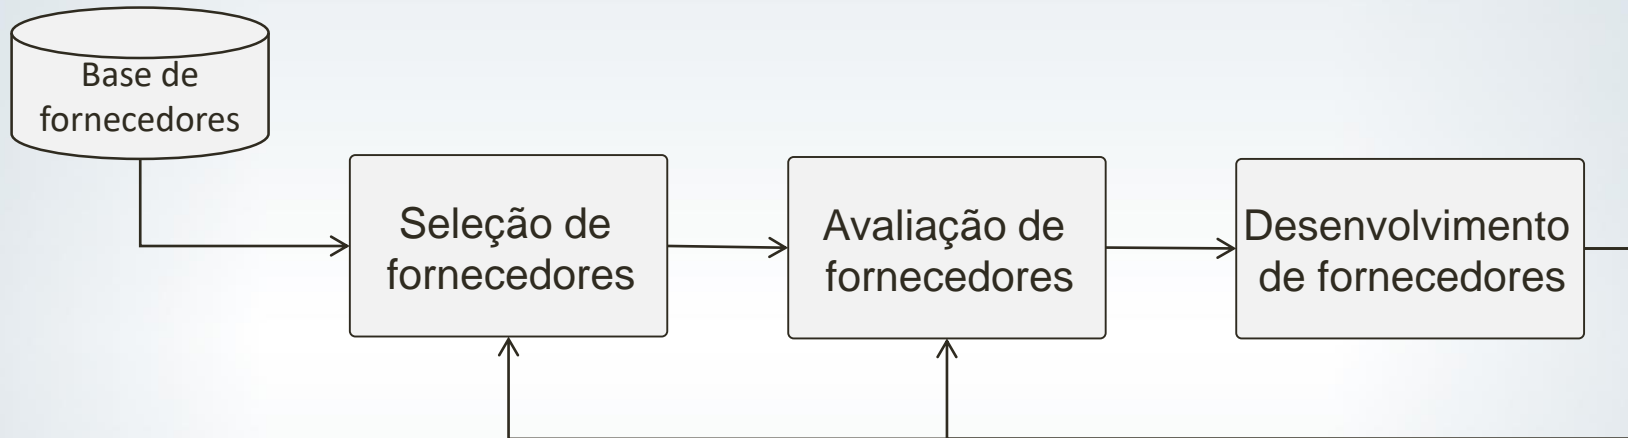 Base de
fornecedores
Seleção de
fornecedores
Avaliação de
fornecedores
Desenvolvimento
de fornecedores